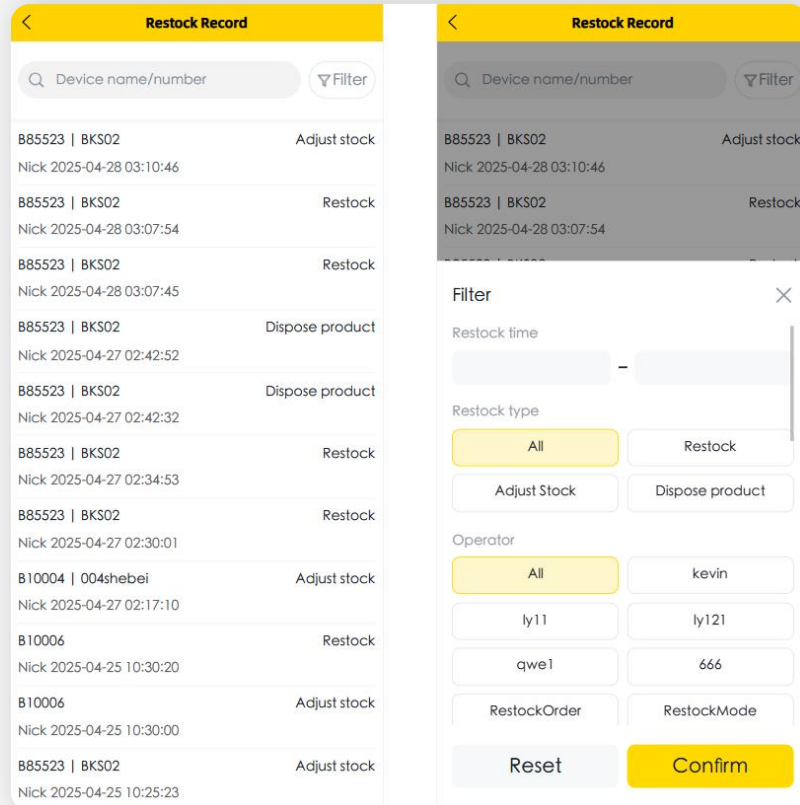 Restock Record
Device name/number
Filter
B85523 | BKS02 Adjust stock
Nick 2025-04-28 03:10:46
B85523 | BKS02 Restock
Nick 2025-04-28 03:07:54
B85523 | BKS02 Restock
Nick 2025-04-28 03:07:45
B85523 | BKS02 Dispose product
Nick 2025-04-27 02:42:52
B85523 | BKS02 Dispose product
Nick 2025-04-27 02:42:32
B85523 | BKS02 Restock
Nick 2025-04-27 02:34:53
B85523 | BKS02 Restock
Nick 2025-04-27 02:30:01
B10004 | 004shebei Adjust stock
Nick 2025-04-27 02:17:10
B10006 Restock
Nick 2025-04-25 10:30:20
B10006 Adjust stock
Nick 2025-04-25 10:30:00
B85523 | BKS02 Adjust stock
Nick 2025-04-25 10:25:23
Restock Record
Device name/number
Filter
B85523 | BKS02 Adjust stock
Nick 2025-04-28 03:10:46
B85523 | BKS02 Restock
Nick 2025-04-28 03:07:54
Filter
Restock time
–
Restock type
All Restock
Adjust Stock Dispose product
Operator
All kevin
ly11 ly121
qwe1 666
RestockOrder RestockMode
Reset Confirm